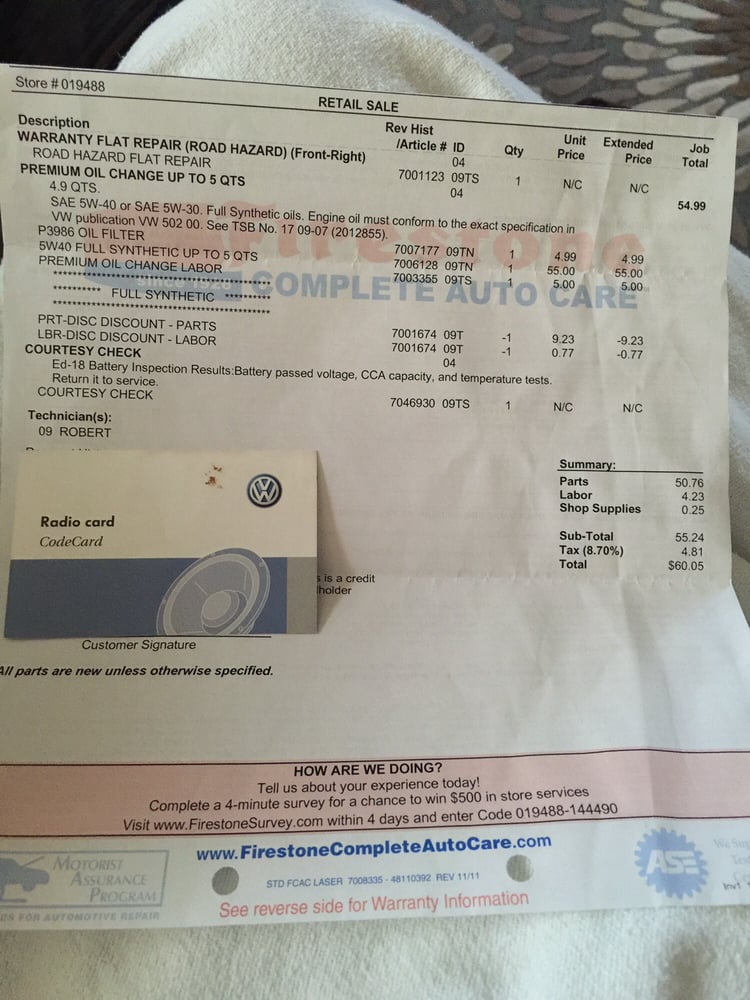 Store # 019488
RETAIL SALE
Description Rev Hist /Article # ID Qty Unit Price Extended Price Job Total
WARRANTY FLAT REPAIR (ROAD HAZARD) (Front-Right) 04
ROAD HAZARD FLAT REPAIR 7001123 09TS 1 N/C N/C
PREMIUM OIL CHANGE UP TO 5 QTS 04 54.99
4.9 QTS.
SAE 5W-40 or SAE 5W-30. Full Synthetic oils. Engine oil must conform to the exact specification in
VW publication VW 502 00. See TSB No. 17 09-07 (2012855).
P3986 OIL FILTER 7007177 09TN 1 4.99 4.99
5W40 FULL SYNTHETIC UP TO 5 QTS 7006128 09TN 1 55.00 55.00
PREMIUM OIL CHANGE LABOR 7003355 09TS 1 5.00 5.00
********** FULL SYNTHETIC **********
Firestone
COMPLETE AUTO CARE
PRT-DISC DISCOUNT - PARTS 7001674 09T -1 9.23 -9.23
LBR-DISC DISCOUNT - LABOR 7001674 09T -1 0.77 -0.77
COURTESY CHECK 04
Ed-18 Battery Inspection Results:Battery passed voltage, CCA capacity, and temperature tests.
Return it to service.
COURTESY CHECK 7046930 09TS 1 N/C N/C
Technician(s):
09 ROBERT
Summary:
Parts 50.76
Labor 4.23
Shop Supplies 0.25
Sub-Total 55.24
Tax (8.70%) 4.81
Total $60.05
VW
Radio card
CodeCard
is a credit
holder
Customer Signature
All parts are new unless otherwise specified.
HOW ARE WE DOING?
Tell us about your experience today!
Complete a 4-minute survey for a chance to win $500 in store services
Visit www.FirestoneSurvey.com within 4 days and enter Code 019488-144490
MOTORIST
ASSURANCE
PROGRAM
FOR AUTOMOTIVE REPAIR
www.FirestoneCompleteAutoCare.com
STD FCAC LASER 7008335 - 48110392 REV 11/11
See reverse side for Warranty Information
ASE